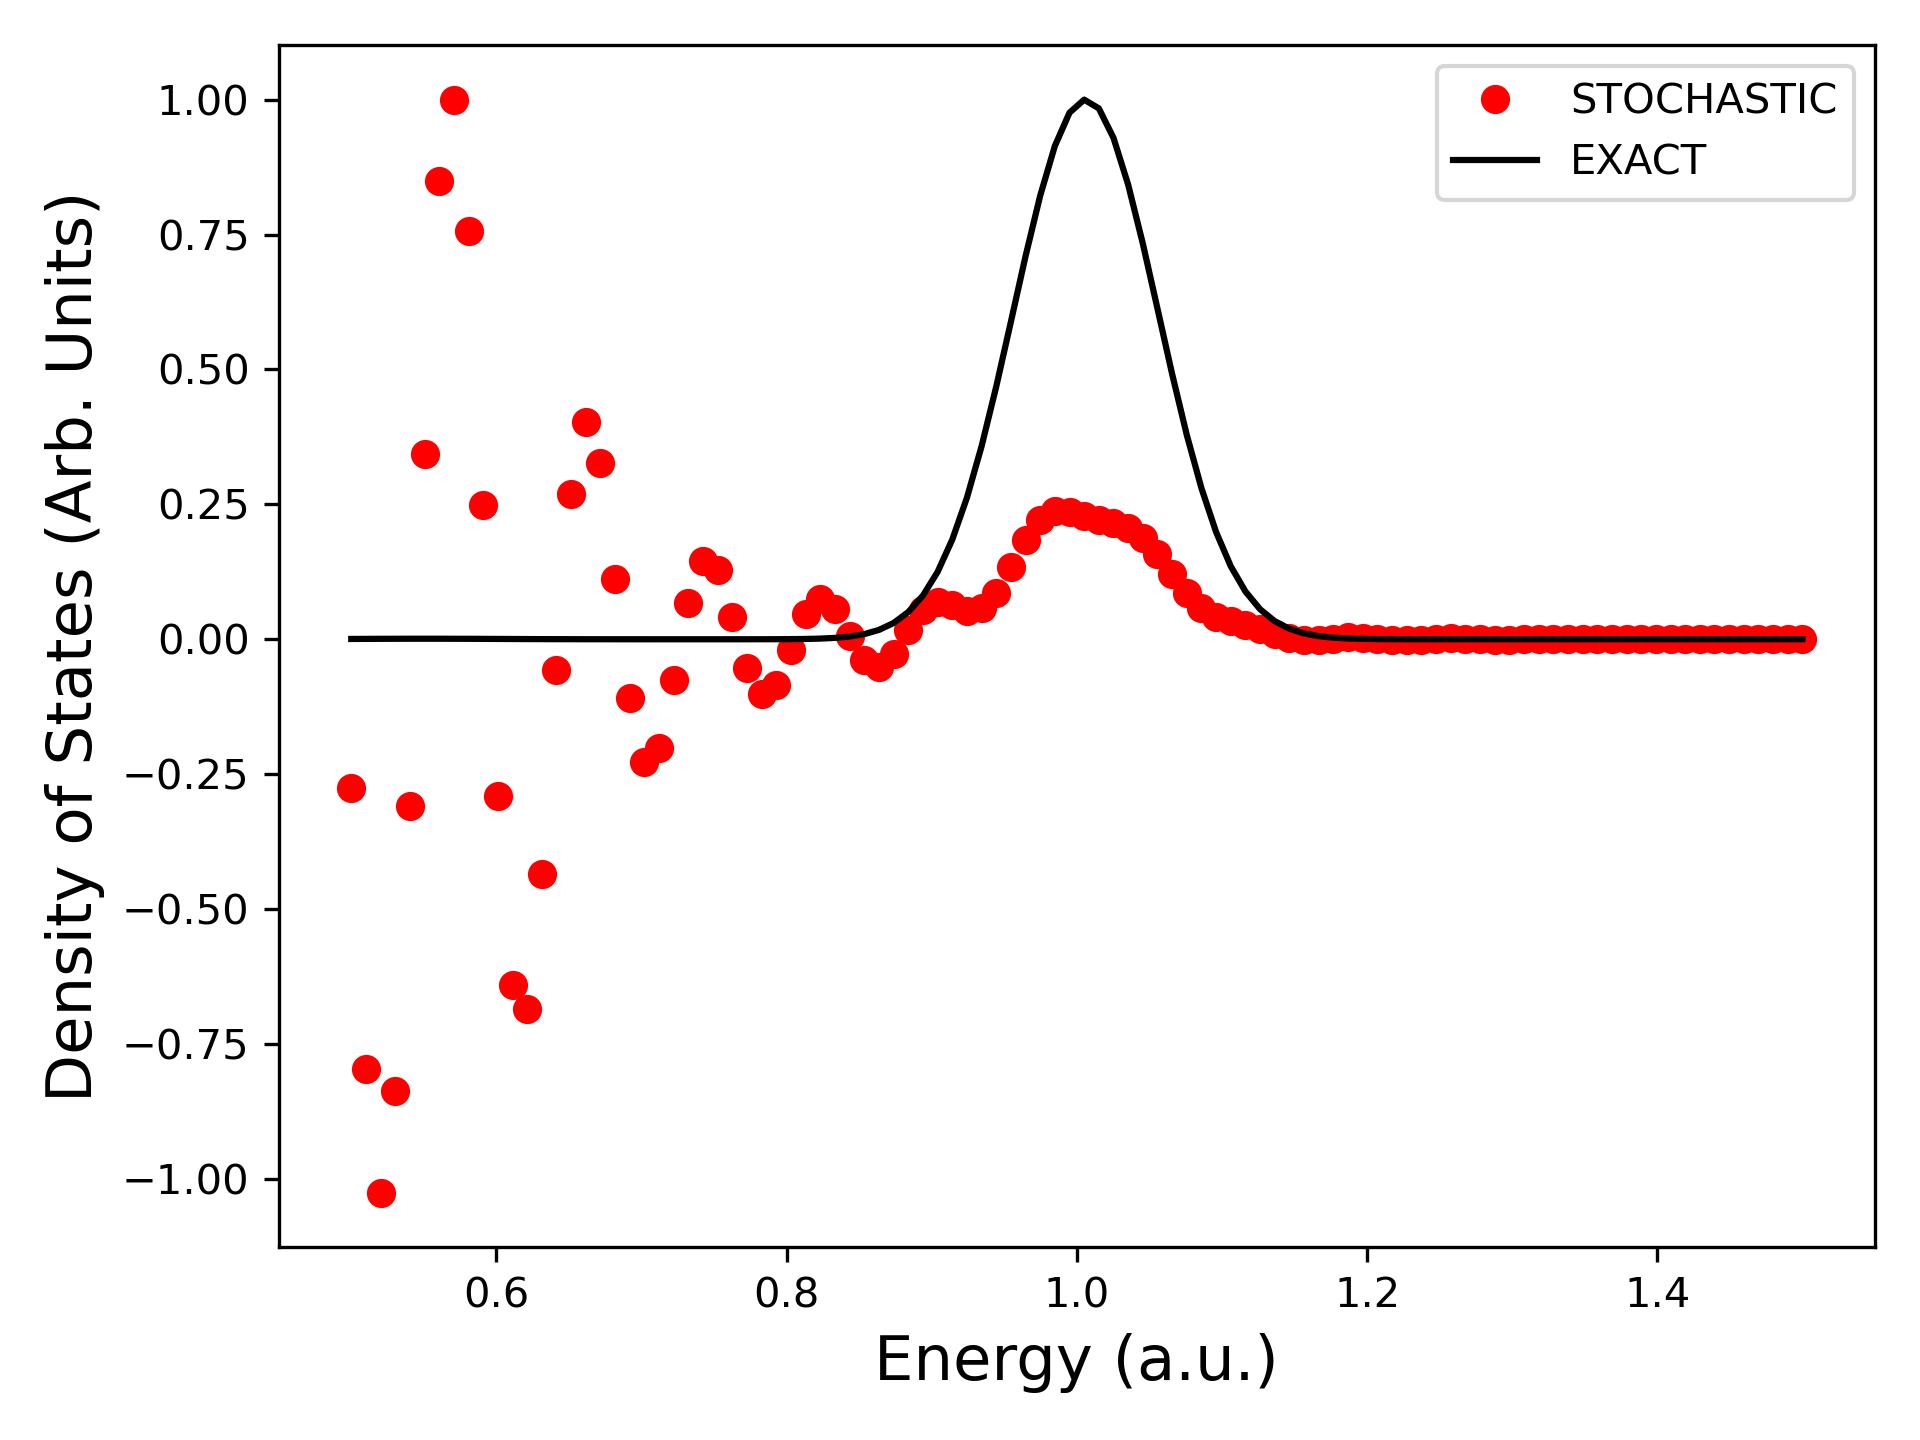 STOCHASTIC
EXACT
1.00
0.75
0.50
0.25
0.00
−0.25
−0.50
−0.75
−1.00
Density of States (Arb. Units)
0.6 0.8 1.0 1.2 1.4
Energy (a.u.)